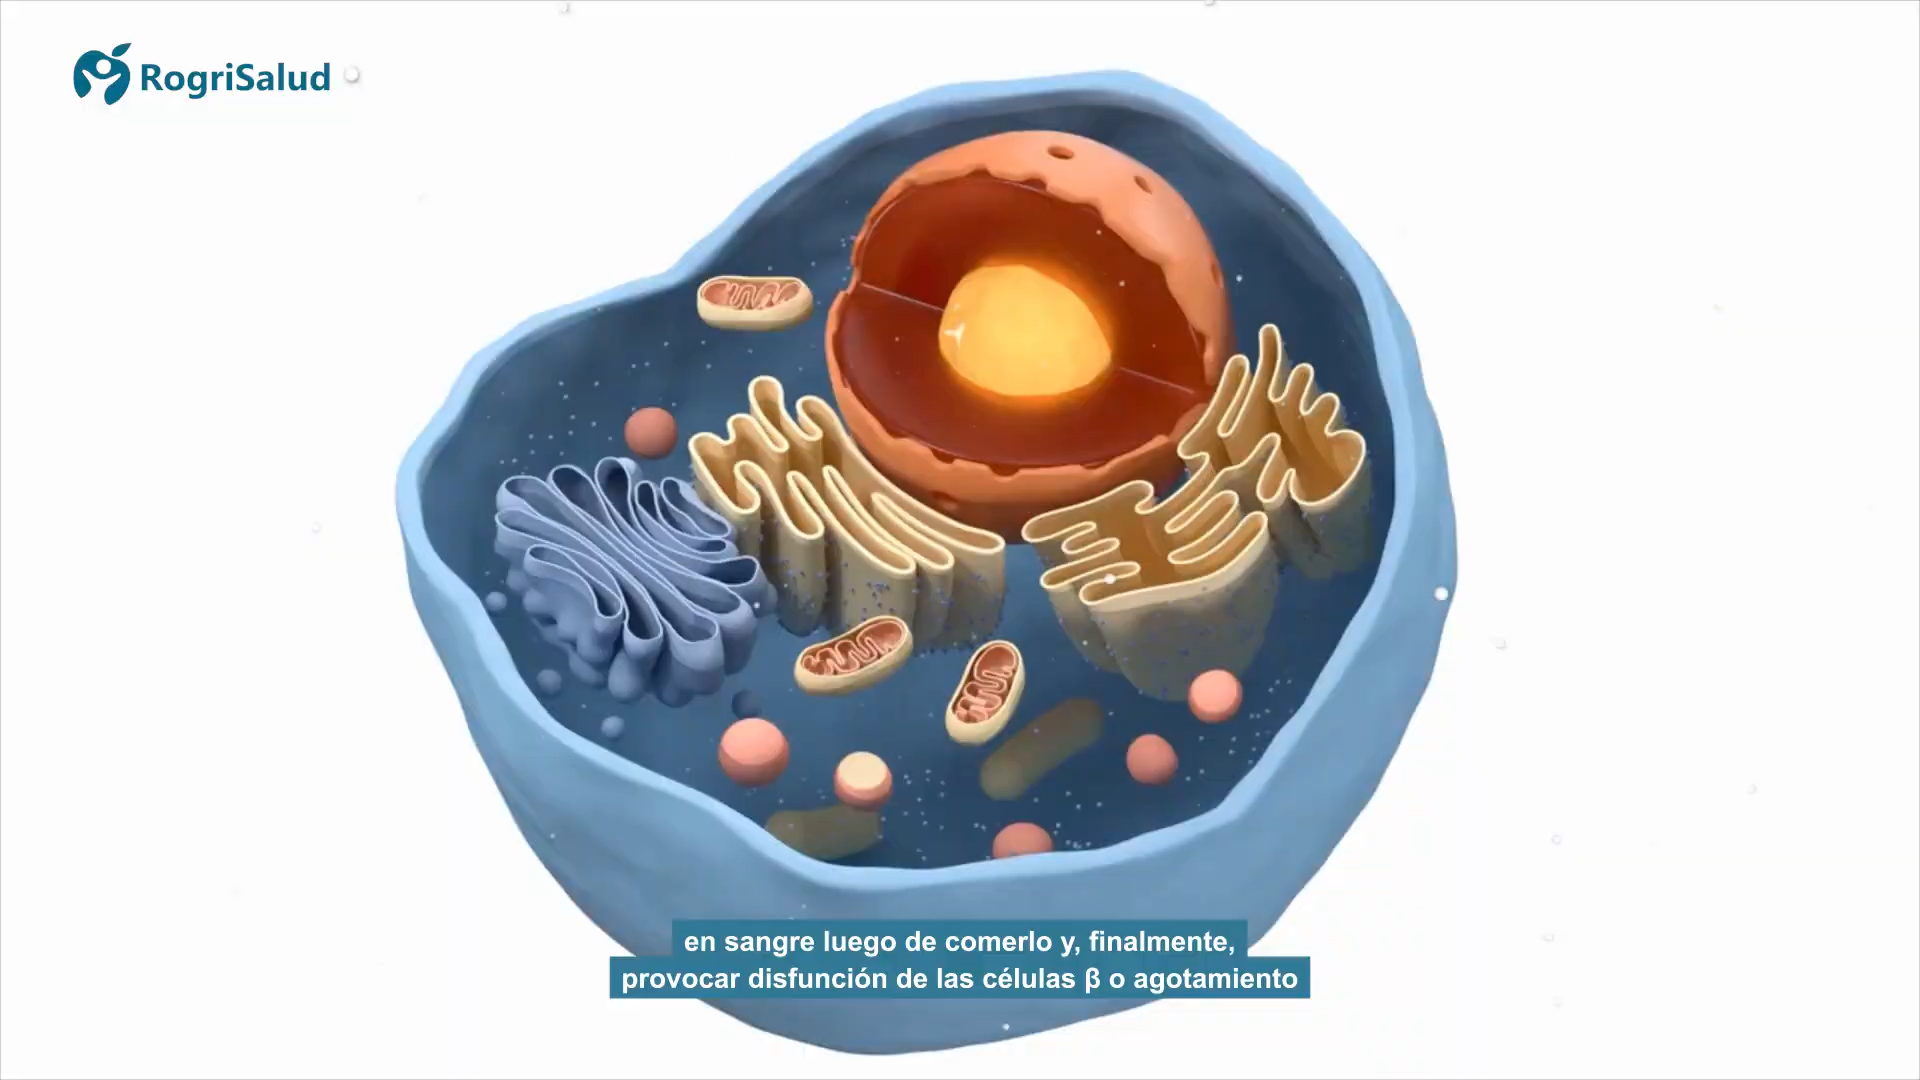 RogriSalud
en sangre luego de comerlo y, finalmente,
provocar disfunción de las células β o agotamiento